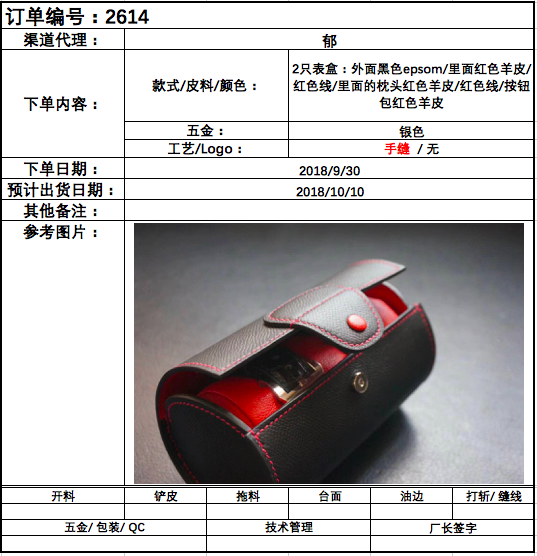 订单编号：2614
渠道代理：
郁
下单内容：
款式/皮料/颜色：
2只表盒：外面黑色epsom/里面红色羊皮/
红色线/里面的枕头红色羊皮/红色线/按钮
包红色羊皮
五金：
银色
工艺/Logo：
手缝 / 无
下单日期：
2018/9/30
预计出货日期：
2018/10/10
其他备注：
参考图片：
开料
铲皮
拖料
台面
油边
打斩/ 缝线
五金/ 包装/ QC
技术管理
厂长签字